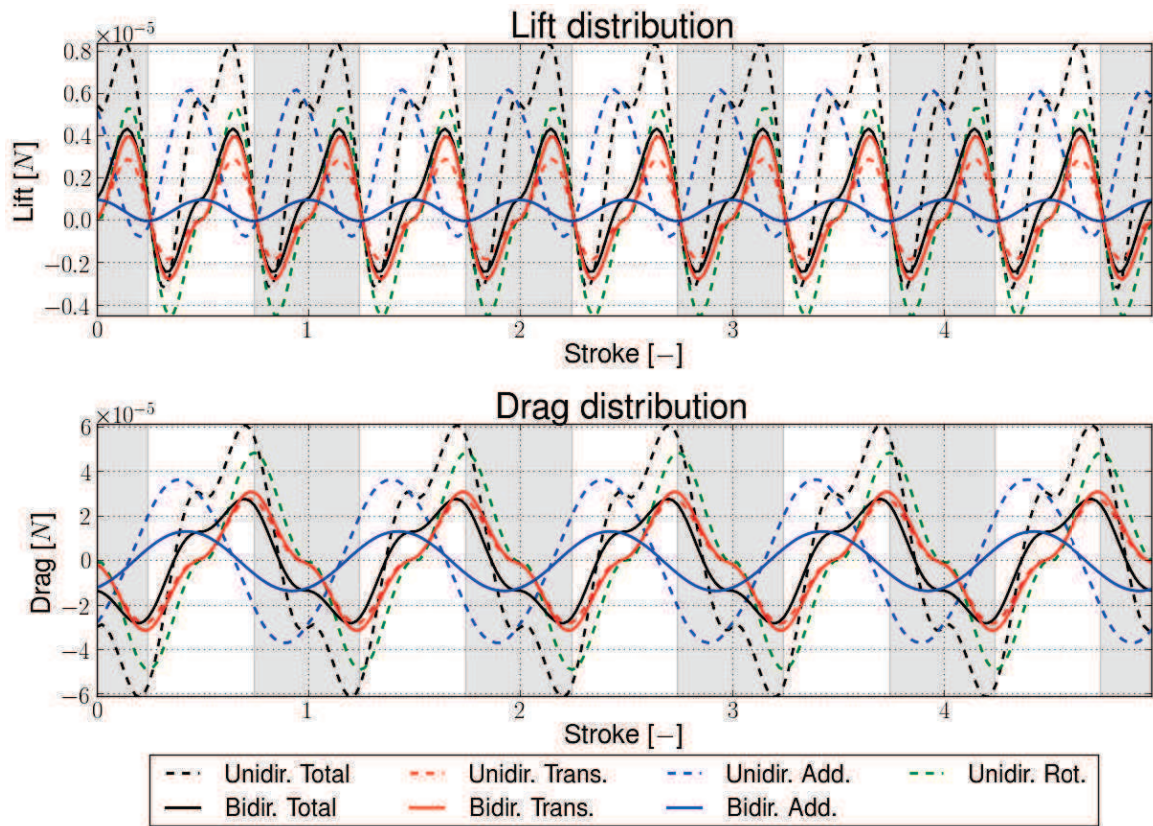 Lift distribution
×10⁻⁵
0.8
0.6
0.4
0.2
0.0
−0.2
−0.4
Lift [N]
0 1 2 3 4
Stroke [−]
Drag distribution
×10⁻⁵
6
4
2
0
−2
−4
−6
Drag [N]
0 1 2 3 4
Stroke [−]
Unidir. Total Unidir. Trans. Unidir. Add. Unidir. Rot.
Bidir. Total Bidir. Trans. Bidir. Add.